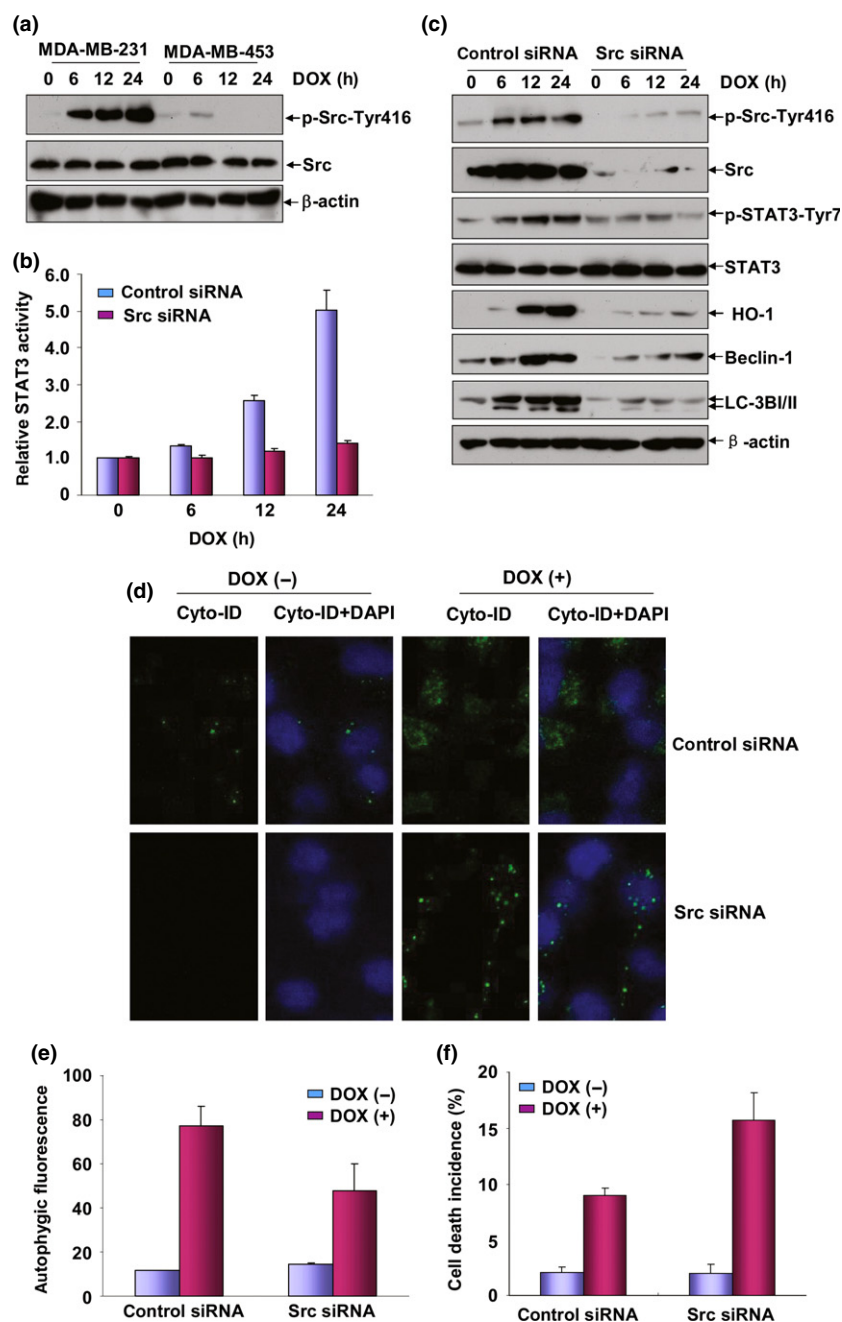 (a)
MDA-MB-231 MDA-MB-453
0 6 12 24 0 6 12 24 DOX (h)
p-Src-Tyr416
Src
β-actin
(b)
6.0
5.0
4.0
3.0
2.0
1.0
0
Relative STAT3 activity
Control siRNA
Src siRNA
0 6 12 24
DOX (h)
(c)
Control siRNA Src siRNA
0 6 12 24 0 6 12 24 DOX (h)
p-Src-Tyr416
Src
p-STAT3-Tyr7
STAT3
HO-1
Beclin-1
LC-3BI/II
β -actin
(d)
DOX (–) DOX (+)
Cyto-ID Cyto-ID+DAPI Cyto-ID Cyto-ID+DAPI
Control siRNA
Src siRNA
(e)
100
80
60
40
20
0
Autophygic fluorescence
DOX (–)
DOX (+)
Control siRNA Src siRNA
(f)
20
15
10
5
0
Cell death incidence (%)
DOX (–)
DOX (+)
Control siRNA Src siRNA